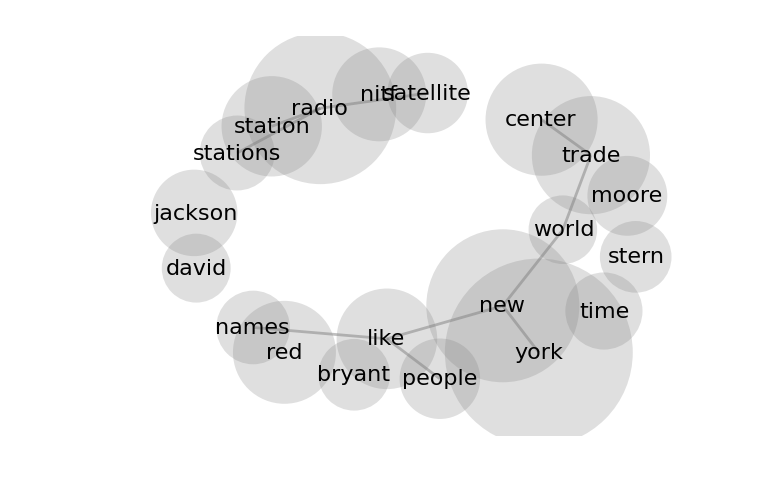 nitf
satellite
radio
center
station
stations
trade
moore
jackson
world
stern
david
new
time
names
like
red
york
bryant
people